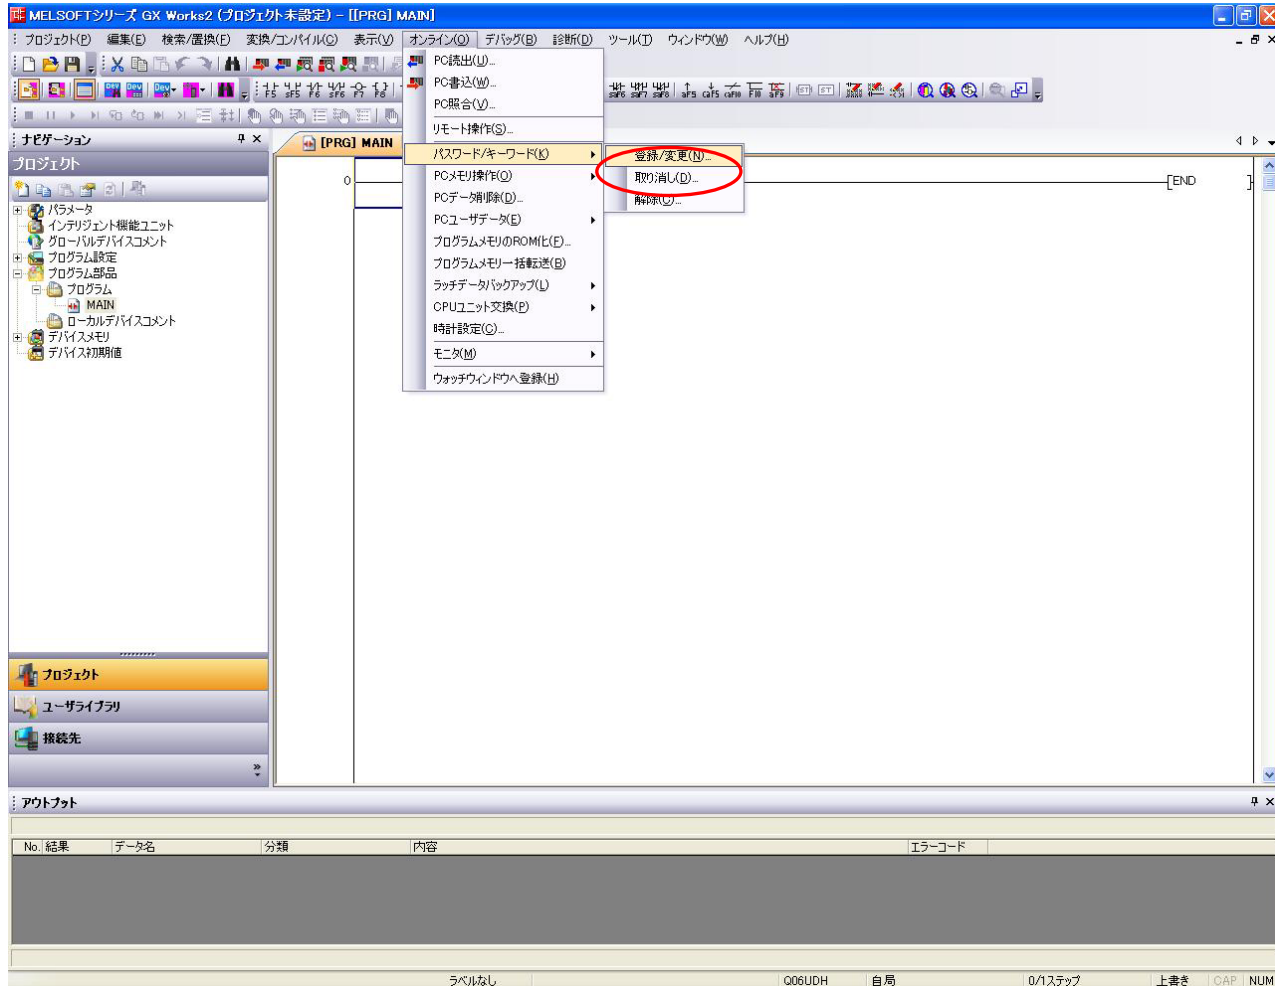 MELSOFTシリーズ GX Works2 (プロジェクト未設定) - [[PRG] MAIN]
プロジェクト(P) 編集(E) 検索/置換(F) 変換/コンパイル(C) 表示(V) オンライン(O) デバッグ(B) 診断(D) ツール(T) ウィンドウ(W) ヘルプ(H)
PC読出(U)...
PC書込(W)...
PC照合(V)...
リモート操作(S)...
パスワード/キーワード(K)
登録/変更(N)...
取り消し(D)...
解除(C)...
PCメモリ操作(O)
PCデータ削除(D)...
PCユーザデータ(E)
プログラムメモリのROM化(F)...
プログラムメモリ一括転送(B)
ラッチデータバックアップ(L)
CPUユニット交換(P)
時計設定(C)...
モニタ(M)
ウォッチウィンドウへ登録(H)
ナビゲーション
プロジェクト
パラメータ
インテリジェント機能ユニット
グローバルデバイスコメント
プログラム設定
プログラム部品
プログラム
MAIN
ローカルデバイスコメント
デバイスメモリ
デバイス初期値
プロジェクト
ユーザライブラリ
接続先
[PRG] MAIN
0
[END ]
アウトプット
No. 結果 データ名 分類 内容 エラーコード
ラベルなし Q06UDH 自局 0/1ステップ 上書き CAP NUM